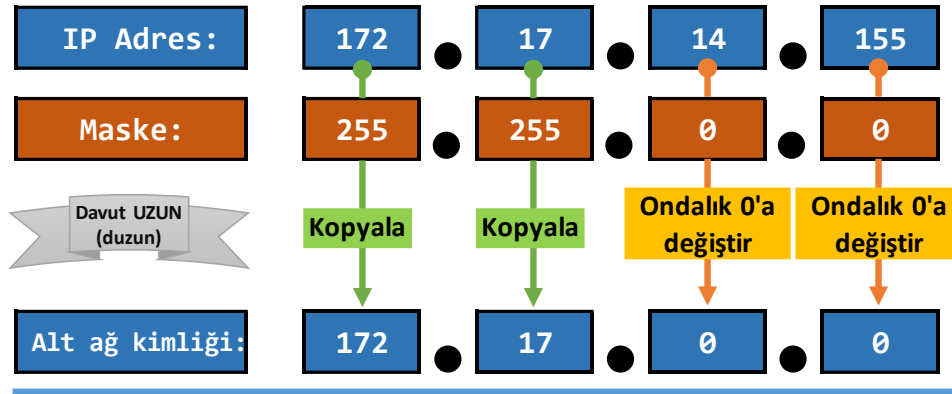 IP Adres: 172 . 17 . 14 . 155
Maske: 255 . 255 . 0 . 0
Davut UZUN
(duzun)
Kopyala Kopyala Ondalık 0'a değiştir Ondalık 0'a değiştir
Alt ağ kimliği: 172 . 17 . 0 . 0